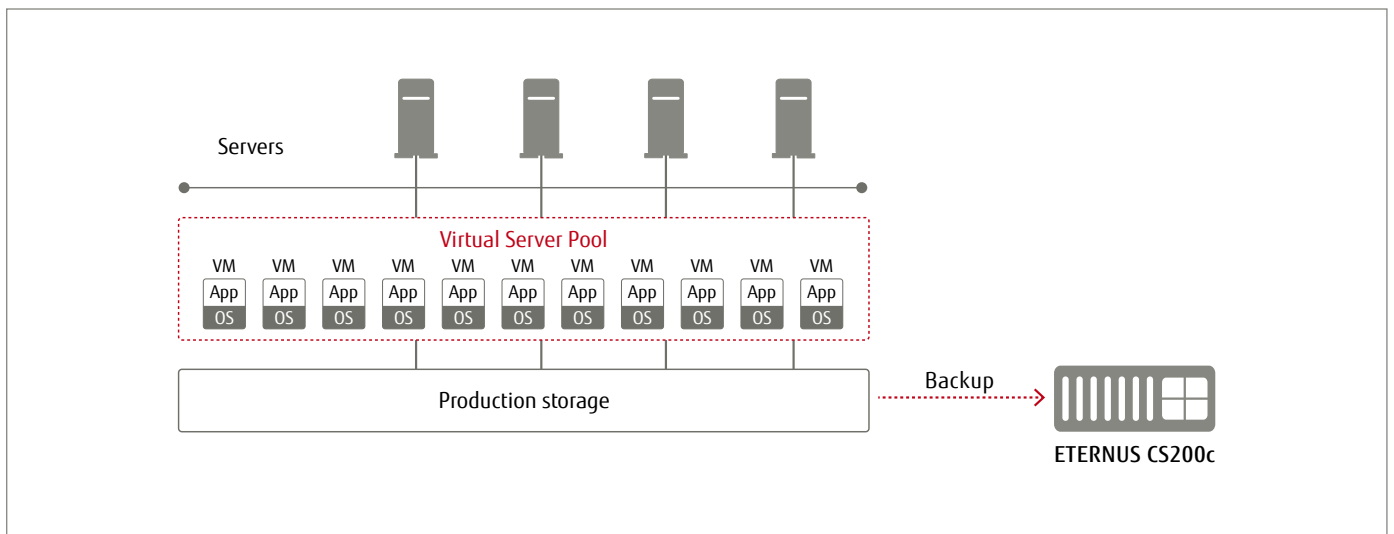 Servers
Virtual Server Pool
VM VM VM VM VM VM VM VM VM VM VM
App App App App App App App App App App App
OS OS OS OS OS OS OS OS OS OS OS
Production storage
Backup
ETERNUS CS200c